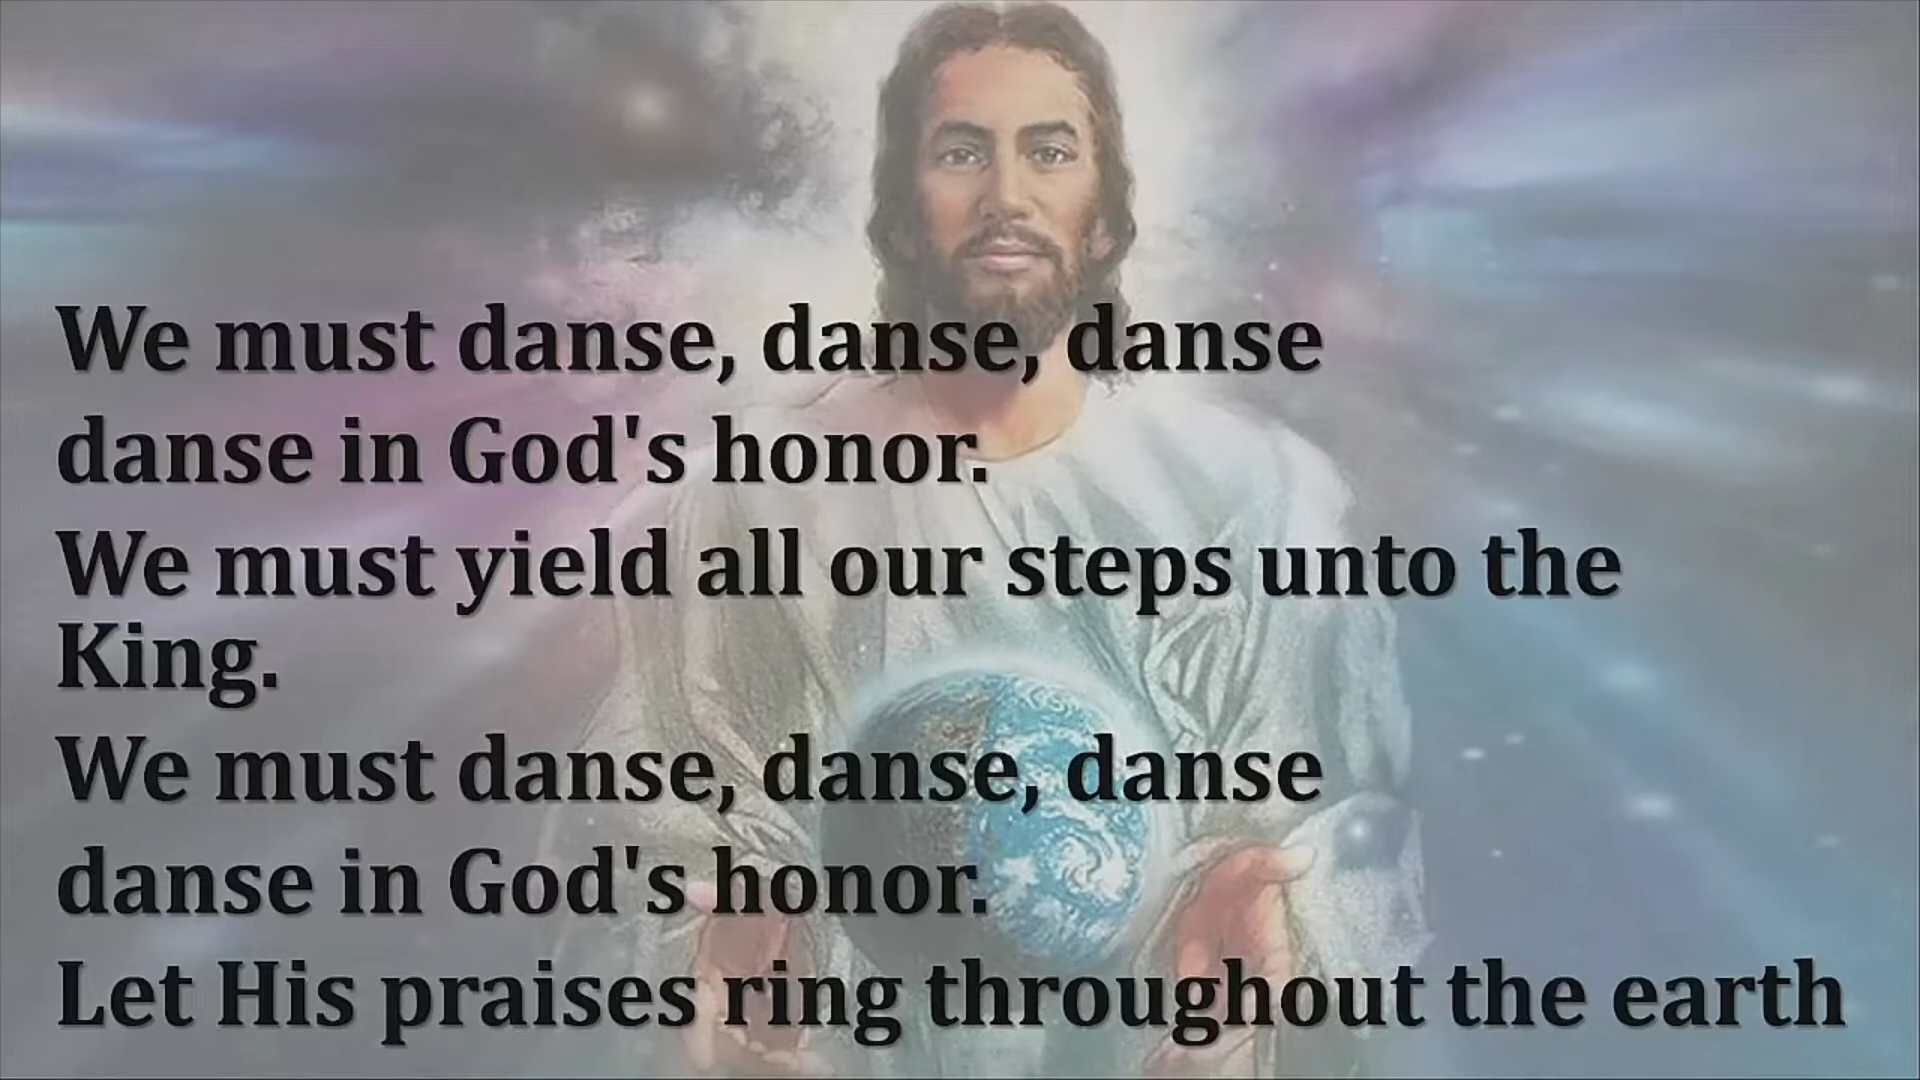 We must danse, danse, danse
danse in God's honor.
We must yield all our steps unto the
King.
We must danse, danse, danse
danse in God's honor.
Let His praises ring throughout the earth